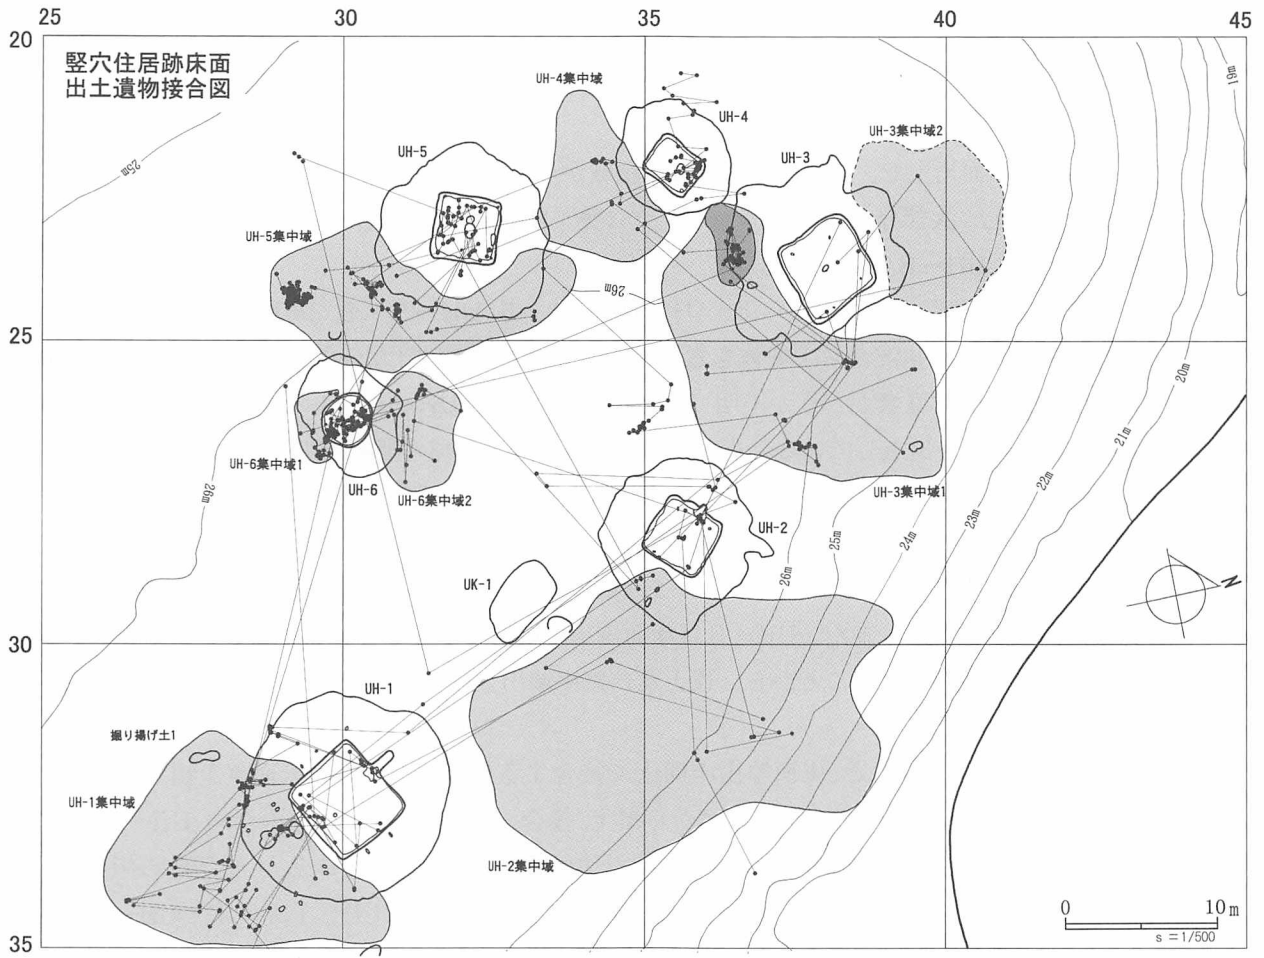 25 30 35 40 45
20
竪穴住居跡床面
出土遺物接合図
UH-4集中域
UH-4
UH-3集中域2
19m
UH-5
UH-3
25m
UH-5集中域
26m
25
20m
21m
UH-6集中域1
UH-6
UH-6集中域2
UH-3集中域1
22m
26m
23m
24m
25m
UH-2
26m
UK-1
N
30
UH-1
掘り揚げ土1
UH-1集中域
UH-2集中域
0 10m
s=1/500
35